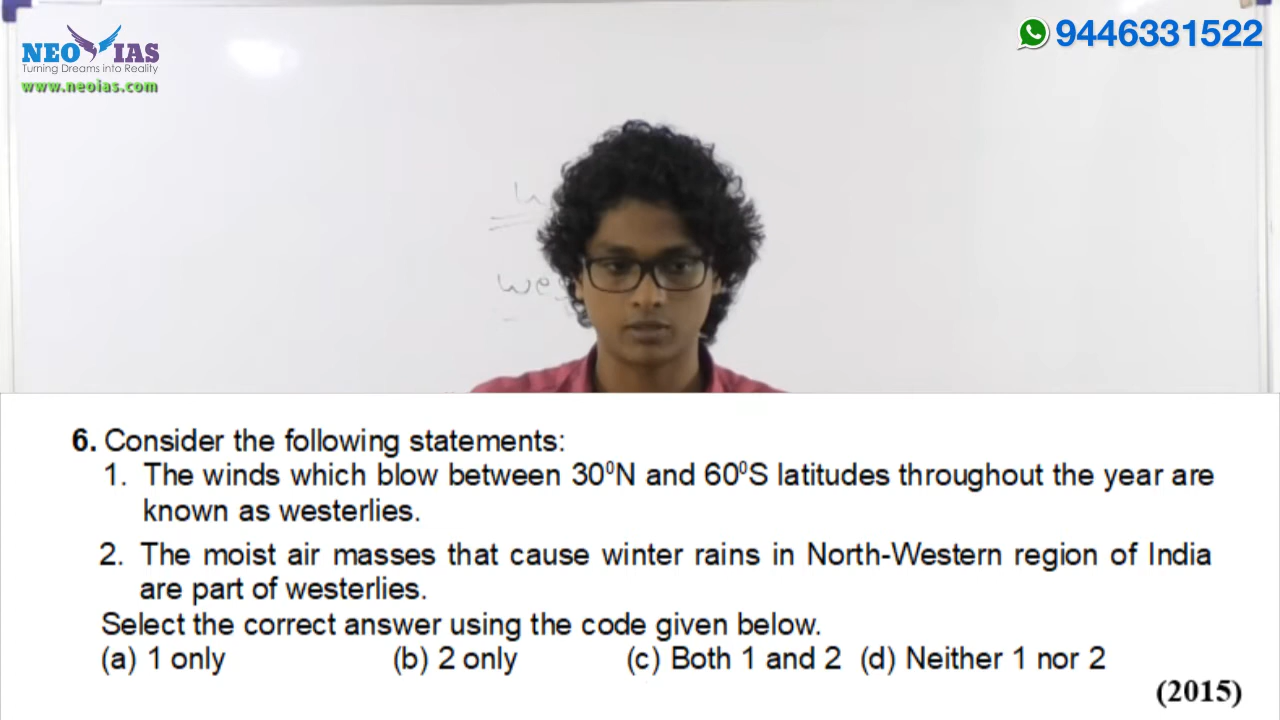 NEO IAS
Turning Dreams into Reality
www.neoias.com
9446331522
6. Consider the following statements:
1. The winds which blow between 30⁰N and 60⁰S latitudes throughout the year are
known as westerlies.
2. The moist air masses that cause winter rains in North-Western region of India
are part of westerlies.
Select the correct answer using the code given below.
(a) 1 only (b) 2 only (c) Both 1 and 2 (d) Neither 1 nor 2
(2015)